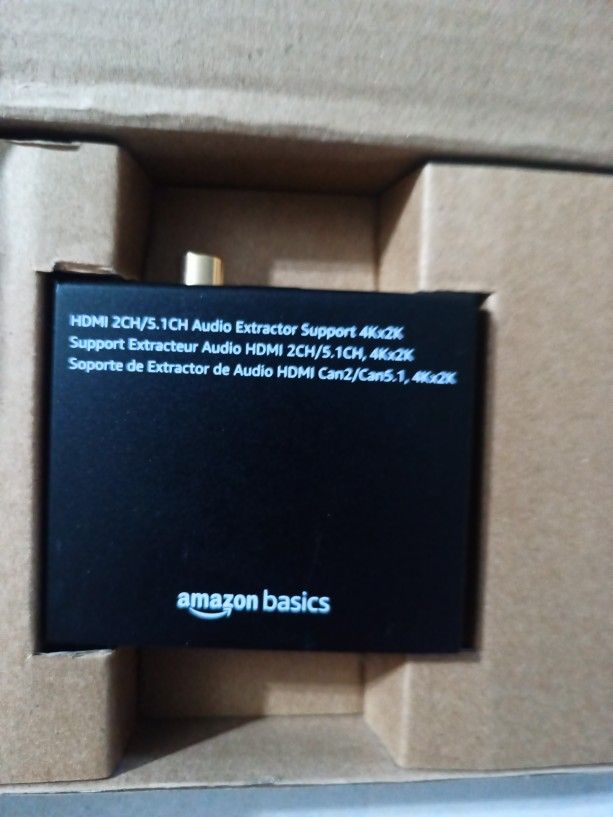 HDMI 2CH/5.1CH Audio Extractor Support 4Kx2K
Support Extracteur Audio HDMI 2CH/5.1CH, 4Kx2K
Soporte de Extractor de Audio HDMI Can2/Can5.1, 4Kx2K
amazon basics